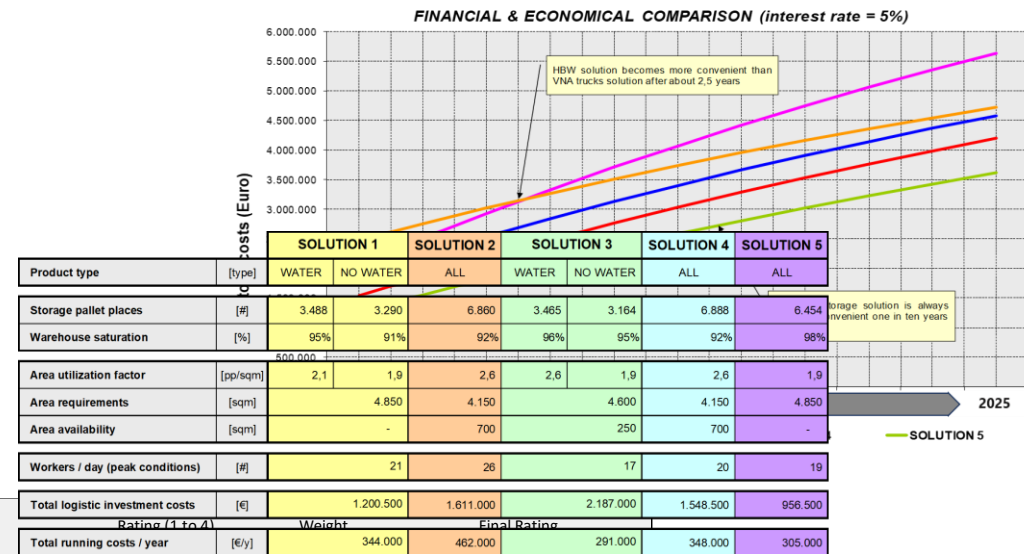 FINANCIAL & ECONOMICAL COMPARISON (interest rate = 5%)
6.000.000
5.500.000
5.000.000
4.500.000
4.000.000
3.500.000
3.000.000
HBW solution becomes more convenient than
VNA trucks solution after about 2,5 years
costs (Euro)
SOLUTION 1 SOLUTION 2 SOLUTION 3 SOLUTION 4 SOLUTION 5
Product type [type] WATER NO WATER ALL WATER NO WATER ALL ALL
Storage pallet places [#] 3.488 3.290 6.860 3.465 3.164 6.888 6.454
Warehouse saturation [%] 95% 91% 92% 96% 95% 92% 98%
torage solution is always
nvenient one in ten years
500.000
Area utilization factor [pp/sqm] 2,1 1,9 2,6 2,6 1,9 2,6 1,9
Area requirements [sqm] 4.850 4.150 4.600 4.150 4.850
Area availability [sqm] - 700 250 700 -
2025
SOLUTION 5
Workers / day (peak conditions) [#] 21 26 17 20 19
Total logistic investment costs [€] 1.200.500 1.611.000 2.187.000 1.548.500 956.500
Rating (1 to 4) Weight Final Rating
Total running costs / year [€/y] 344.000 462.000 291.000 348.000 305.000